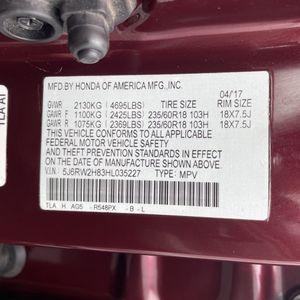 MFD.BY HONDA OF AMERICA MFG.,INC. 04/17
GVWR 2130KG (4695LBS) TIRE SIZE RIM SIZE
GAWR F 1100KG (2425LBS) 235/60R18 103H 18X7.5J
GAWR R 1075KG (2369LBS) 235/60R18 103H 18X7.5J
THIS VEHICLE CONFORMS TO ALL APPLICABLE
FEDERAL MOTOR VEHICLE SAFETY AND
THEFT PREVENTION STANDARDS IN EFFECT
ON THE DATE OF MANUFACTURE
SHOWN ABOVE.
V.I.N.: 5J6RW2H83HL035227 TYPE: MPV
TLA H AG5 - R548PX - B - L
TLA A1